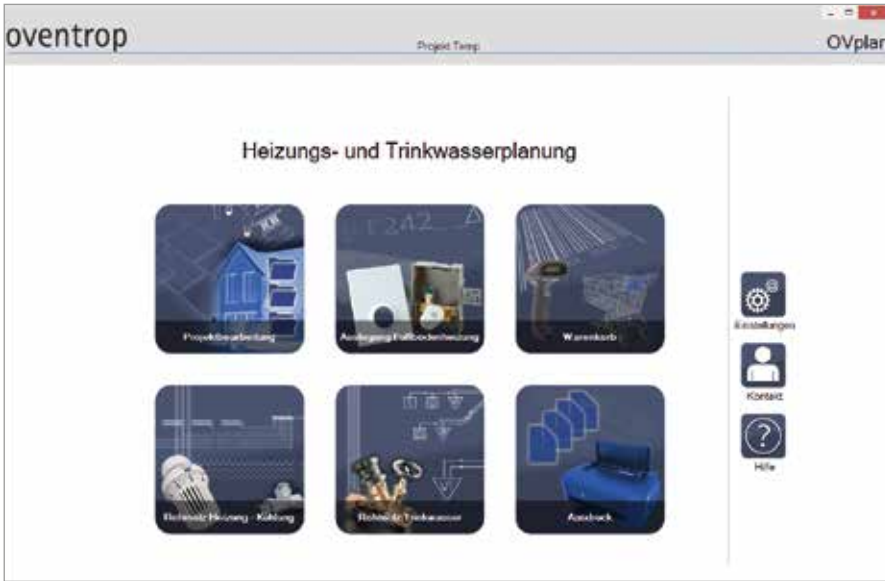 oventrop
Projekt Temp
OVplan
Heizungs- und Trinkwasserplanung
Projektbearbeitung
Auslegung Fußbodenheizung
Warenkorb
Rohrnetz Heizung - Kühlung
Rohrnetz Trinkwasser
Ausdruck
Einstellungen
Kontakt
Hilfe